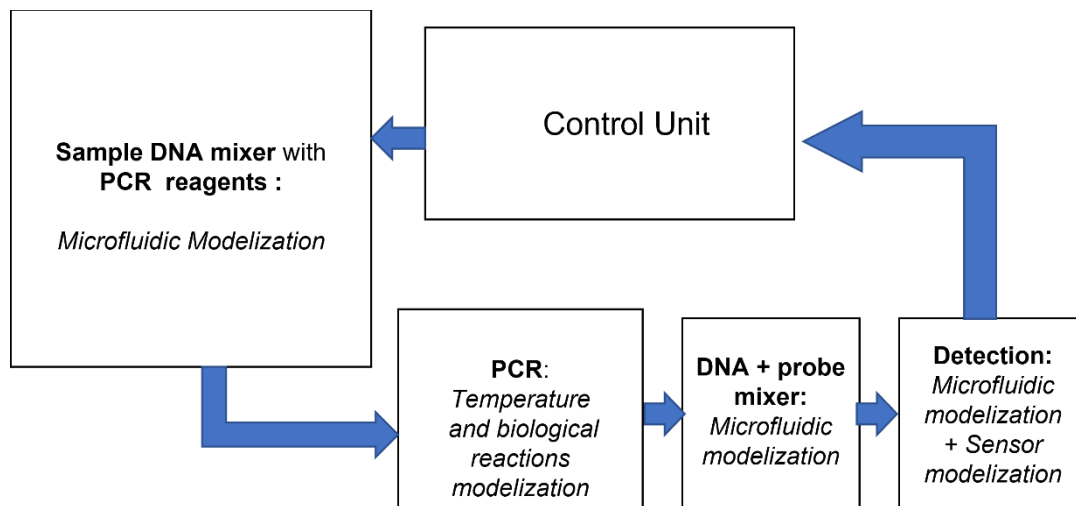 Sample DNA mixer with
PCR reagents :
Microfluidic Modelization
Control Unit
PCR:
Temperature
and biological
reactions
modelization
DNA + probe
mixer:
Microfluidic
modelization
Detection:
Microfluidic
modelization
+ Sensor
modelization